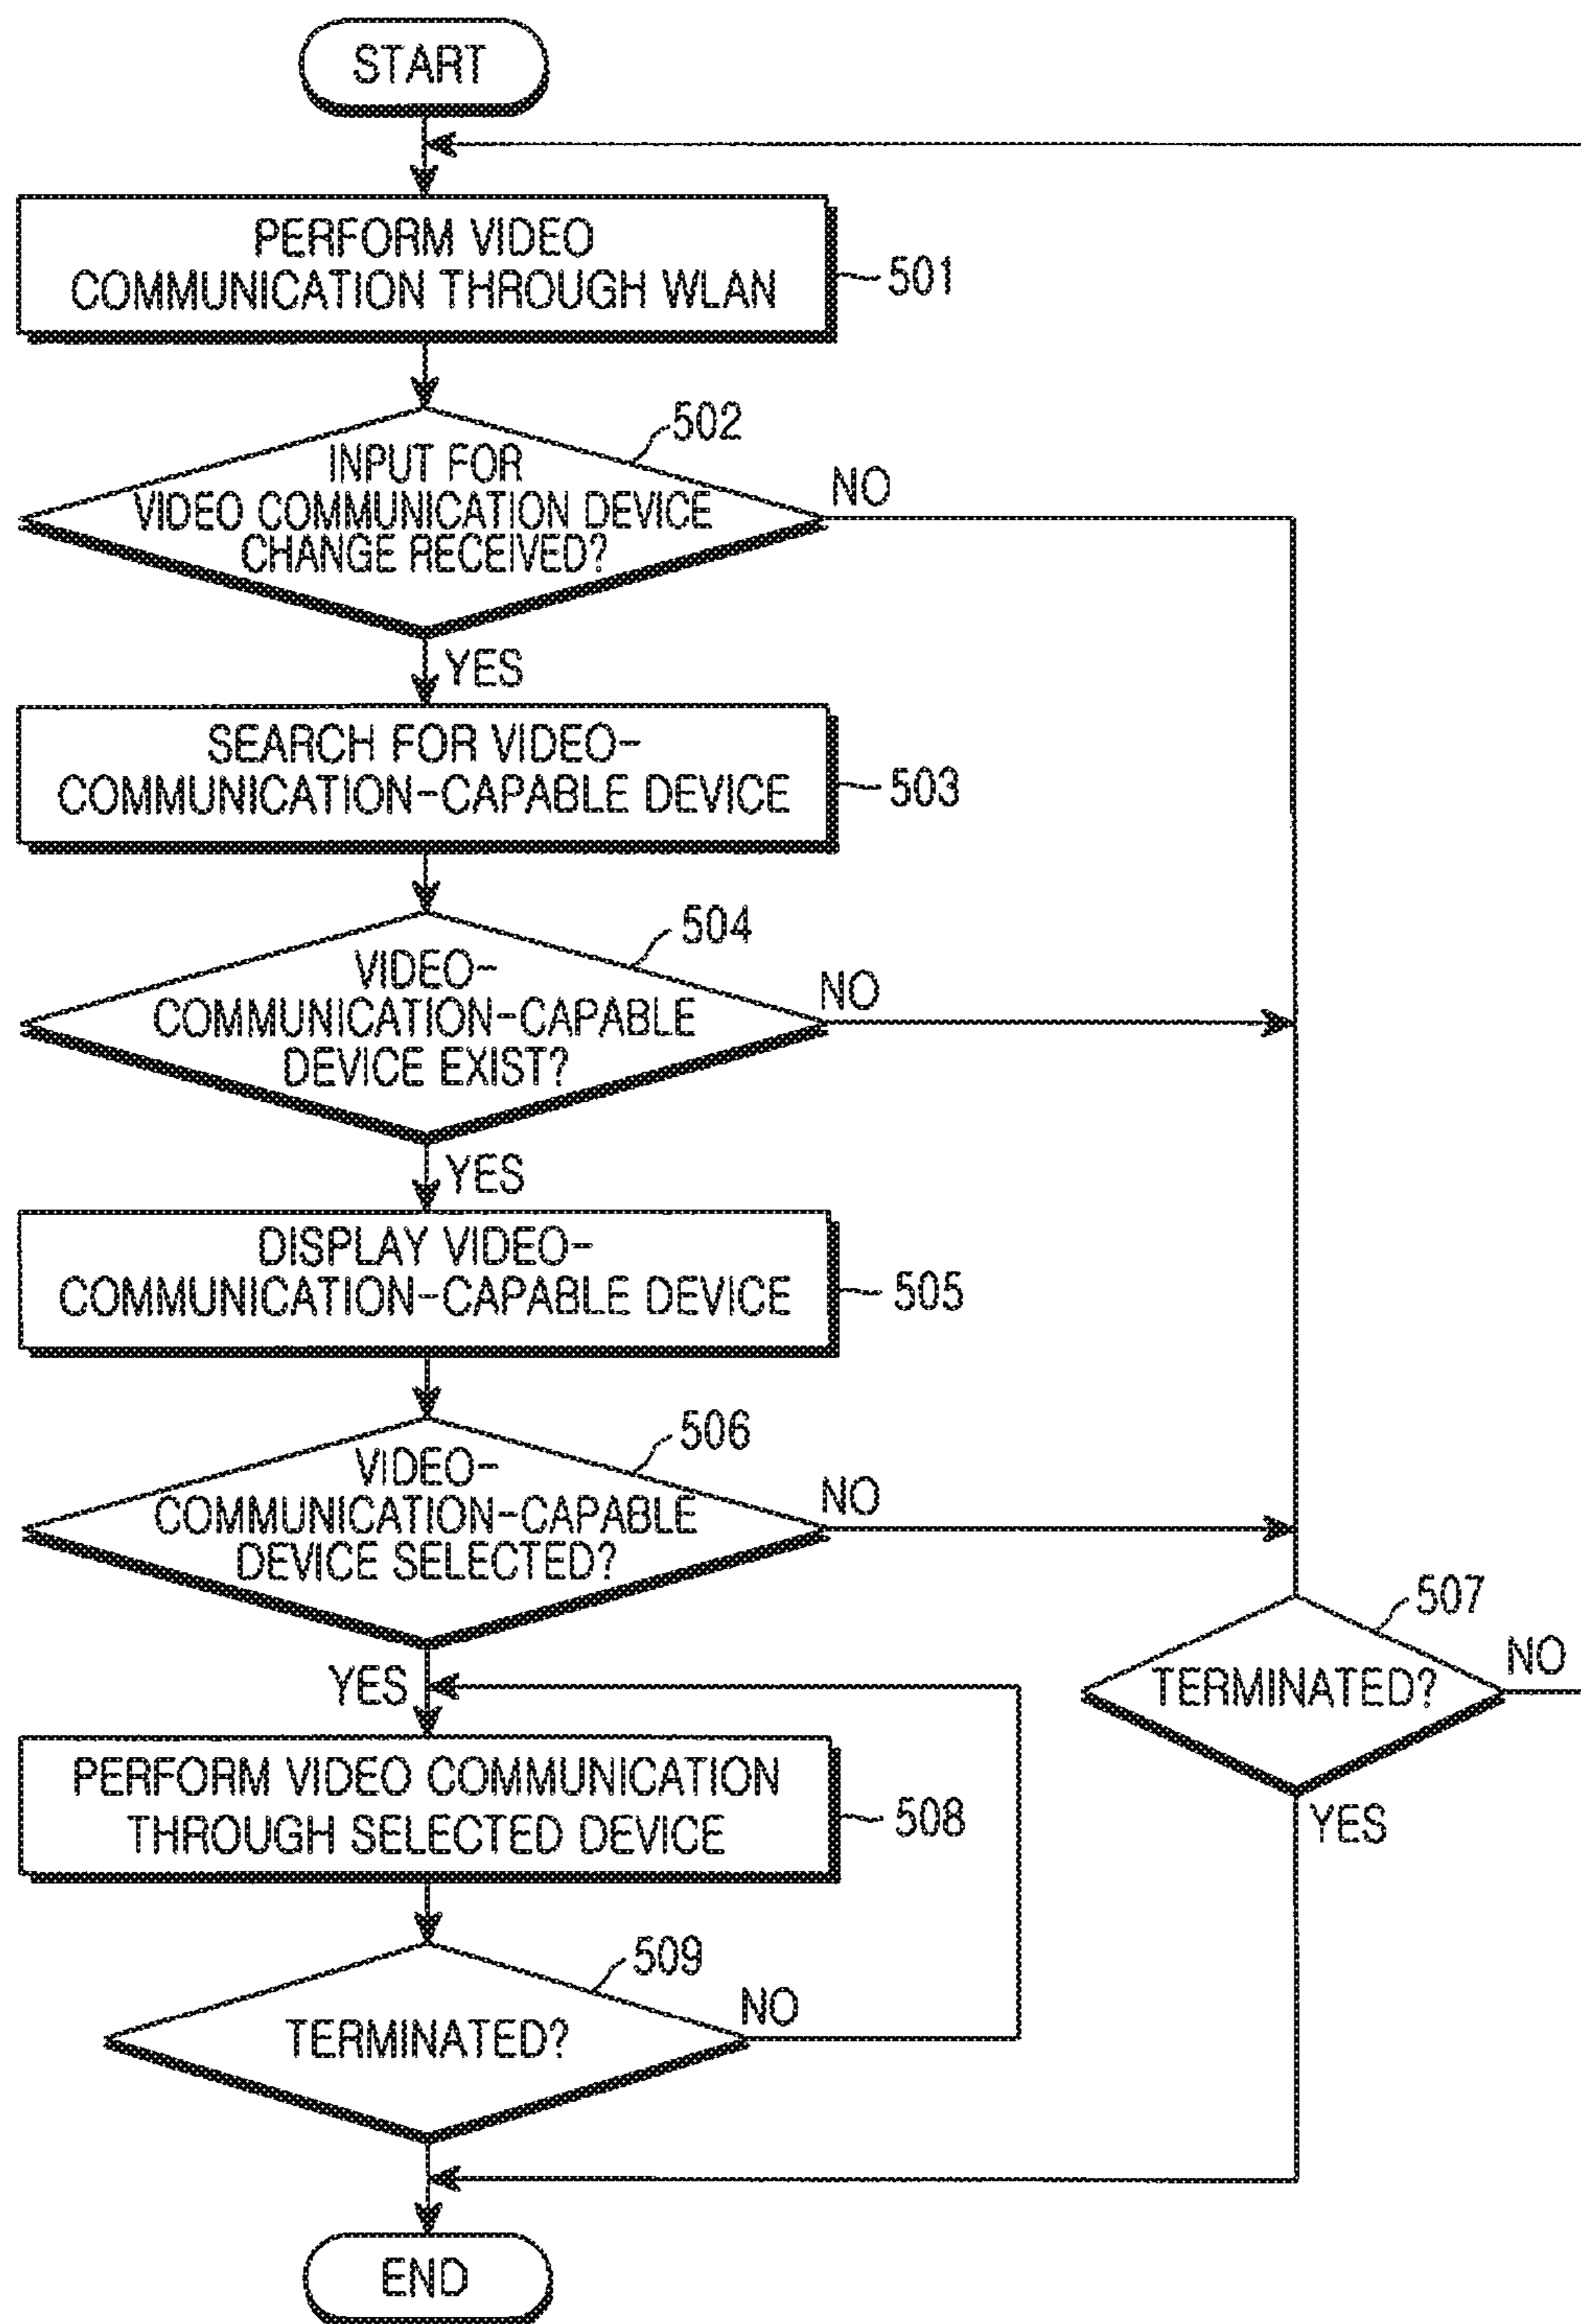 START
PERFORM VIDEO
COMMUNICATION THROUGH WLAN
501
502
INPUT FOR
VIDEO COMMUNICATION DEVICE
CHANGE RECEIVED?
NO
YES
SEARCH FOR VIDEO-
COMMUNICATION-CAPABLE DEVICE
503
504
VIDEO-
COMMUNICATION-CAPABLE
DEVICE EXIST?
NO
YES
DISPLAY VIDEO-
COMMUNICATION-CAPABLE DEVICE
505
506
VIDEO-
COMMUNICATION-CAPABLE
DEVICE SELECTED?
NO
507
TERMINATED?
NO
YES
YES
PERFORM VIDEO COMMUNICATION
THROUGH SELECTED DEVICE
508
509
TERMINATED?
NO
END